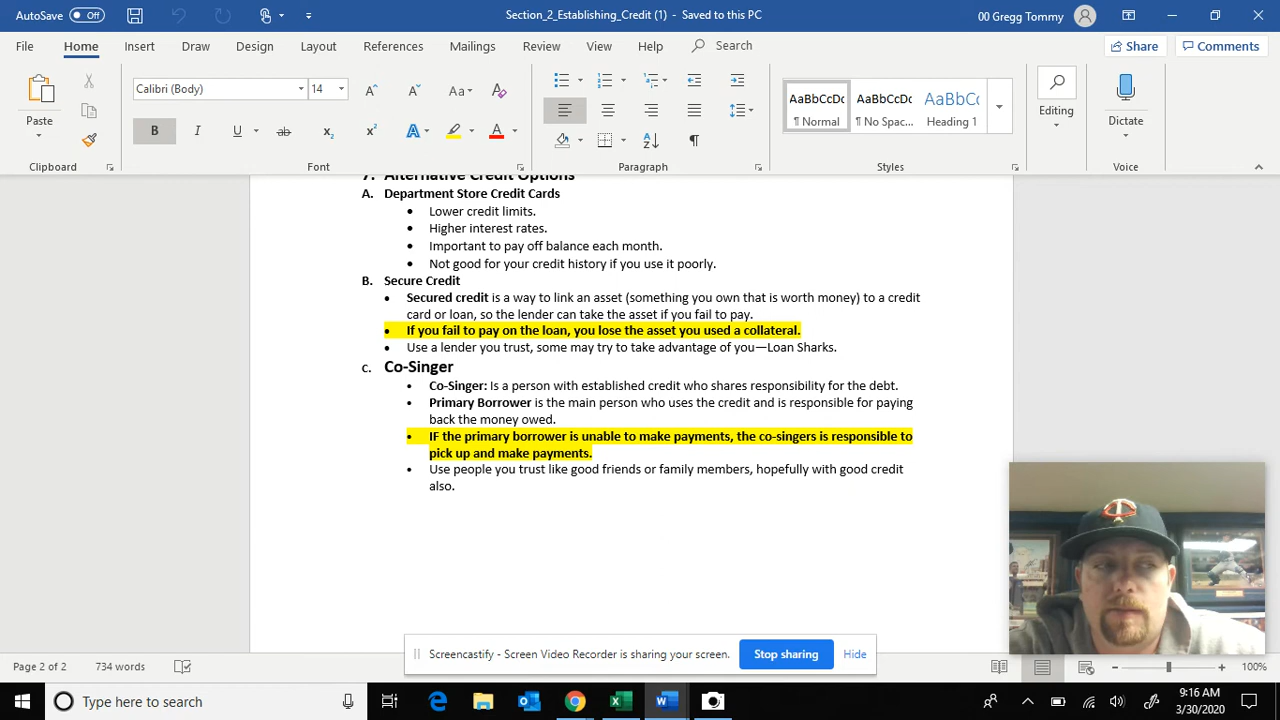 AutoSave Off
Section_2_Establishing_Credit (1) - Saved to this PC
00 Gregg Tommy
File Home Insert Draw Design Layout References Mailings Review View Help Search Share Comments
Calibri (Body) 14 Aa
Paste
B I U ab x₂ x² A A
AaBbCcDc AaBbCcDc AaBbC
¶ Normal ¶ No Spac... Heading 1
Editing Dictate
Clipboard Font Paragraph Styles Voice
7. Alternative Credit Options
A. Department Store Credit Cards
• Lower credit limits.
• Higher interest rates.
• Important to pay off balance each month.
• Not good for your credit history if you use it poorly.
B. Secure Credit
• Secured credit is a way to link an asset (something you own that is worth money) to a credit
card or loan, so the lender can take the asset if you fail to pay.
• If you fail to pay on the loan, you lose the asset you used a collateral.
• Use a lender you trust, some may try to take advantage of you—Loan Sharks.
C. Co-Singer
• Co-Singer: Is a person with established credit who shares responsibility for the debt.
• Primary Borrower is the main person who uses the credit and is responsible for paying
back the money owed.
• IF the primary borrower is unable to make payments, the co-singers is responsible to
pick up and make payments.
• Use people you trust like good friends or family members, hopefully with good credit
also.
Screencastify - Screen Video Recorder is sharing your screen. Stop sharing Hide
Page 2 of 2 734 words 100%
Type here to search
9:16 AM
3/30/2020